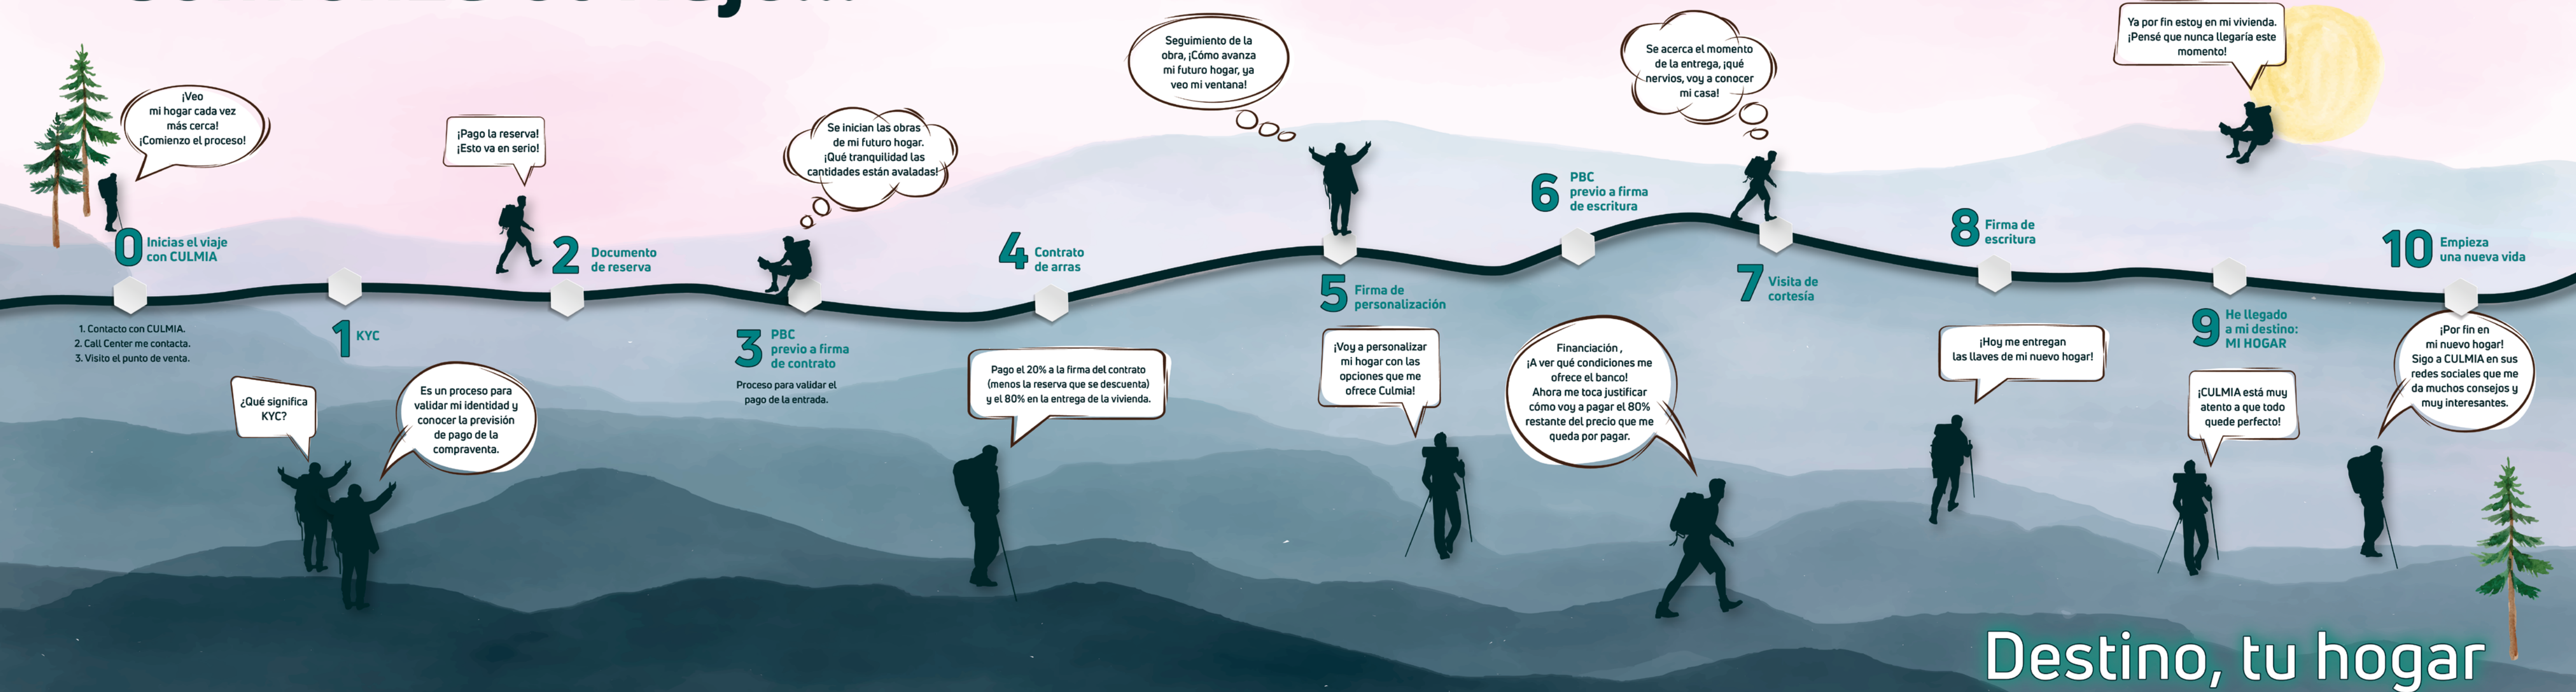 ¡Veo
mi hogar cada vez
más cerca!
¡Comienzo el proceso!
0 Inicias el viaje
con CULMIA
1. Contacto con CULMIA.
2. Call Center me contacta.
3. Visito el punto de venta.
1 KYC
¿Qué significa
KYC?
Es un proceso para
validar mi identidad y
conocer la previsión
de pago de la
compraventa.
¡Pago la reserva!
¡Esto va en serio!
2 Documento
de reserva
Se inician las obras
de mi futuro hogar.
¡Qué tranquilidad las
cantidades están avaladas!
3 PBC
previo a firma
de contrato
Proceso para validar el
pago de la entrada.
4 Contrato
de arras
Pago el 20% a la firma del contrato
(menos la reserva que se descuenta)
y el 80% en la entrega de la vivienda.
Seguimiento de la
obra, ¡Cómo avanza
mi futuro hogar, ya
veo mi ventana!
5 Firma de
personalización
¡Voy a personalizar
mi hogar con las
opciones que me
ofrece Culmia!
6 PBC
previo a firma
de escritura
Financiación ,
¡A ver qué condiciones me
ofrece el banco!
Ahora me toca justificar
cómo voy a pagar el 80%
restante del precio que me
queda por pagar.
Se acerca el momento
de la entrega, ¡qué
nervios, voy a conocer
mi casa!
7 Visita de
cortesía
8 Firma de
escritura
¡Hoy me entregan
las llaves de mi nuevo hogar!
Ya por fin estoy en mi vivienda.
¡Pensé que nunca llegaría este
momento!
9 He llegado
a mi destino:
MI HOGAR
¡CULMIA está muy
atento a que todo
quede perfecto!
10 Empieza
una nueva vida
¡Por fin en
mi nuevo hogar!
Sigo a CULMIA en sus
redes sociales que me
da muchos consejos y
muy interesantes.
Destino, tu hogar